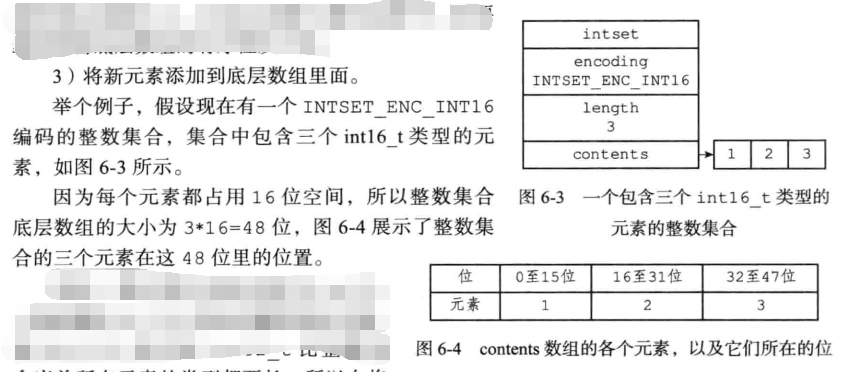 3）将新元素添加到底层数组里面。
举个例子，假设现在有一个 INTSET_ENC_INT16
编码的整数集合，集合中包含三个 int16_t 类型的元
素，如图 6-3 所示。
因为每个元素都占用 16 位空间，所以整数集合
底层数组的大小为 3*16=48 位，图 6-4 展示了整数集
合的三个元素在这 48 位里的位置。
intset
encoding
INTSET_ENC_INT16
length
3
contents
1 2 3
图 6-3 一个包含三个 int16_t 类型的
元素的整数集合
位 0至15位 16至31位 32至47位
元素 1 2 3
图 6-4 contents 数组的各个元素，以及它们所在的位